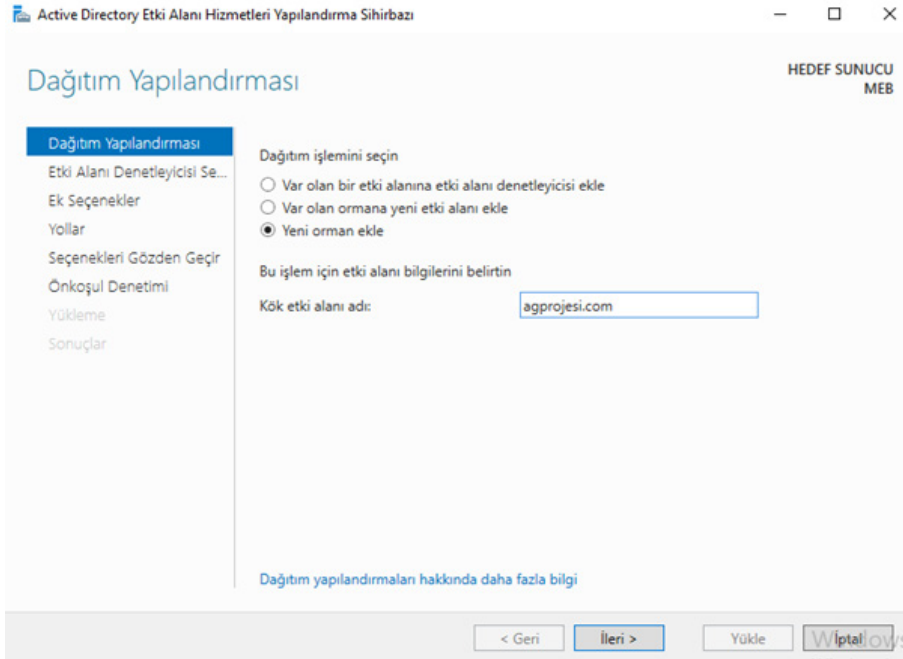 Active Directory Etki Alanı Hizmetleri Yapılandırma Sihirbazı
Dağıtım Yapılandırması
HEDEF SUNUCU
MEB
Dağıtım Yapılandırması
Etki Alanı Denetleyicisi Se...
Ek Seçenekler
Yollar
Seçenekleri Gözden Geçir
Önkoşul Denetimi
Yükleme
Sonuçlar
Dağıtım işlemini seçin
Var olan bir etki alanına etki alanı denetleyicisi ekle
Var olan ormana yeni etki alanı ekle
Yeni orman ekle
Bu işlem için etki alanı bilgilerini belirtin
Kök etki alanı adı: agprojesi.com
Dağıtım yapılandırmaları hakkında daha fazla bilgi
< Geri İleri > Yükle İptal
Windows